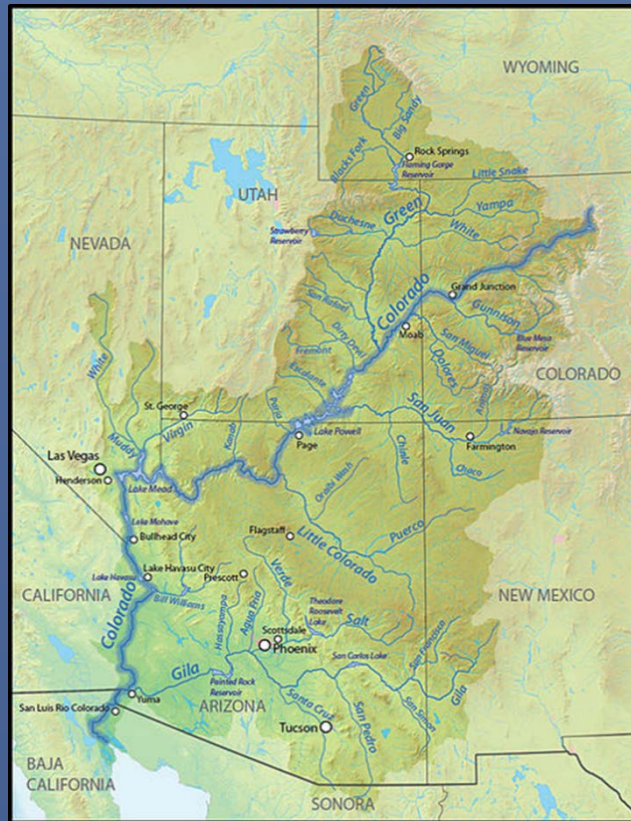 WYOMING
Green
Big Sandy
Rock Springs
Blacks Fork
Flaming Gorge
Reservoir
Little Snake
UTAH
Green
Yampa
Duchesne
Strawberry
Reservoir
White
NEVADA
Colorado
Grand Junction
San Rafael
Gunnison
Moab
Dirty Devil
San Miguel
Blue Mesa
Reservoir
Fremont
Dolores
White
COLORADO
Escalante
Animas
St. George
Paria
San Juan
Virgin
Kanab
Lake Powell
Navajo Reservoir
Muddy
Page
Farmington
Las Vegas
Chinle
Henderson
Chaco
Lake Mead
Oraibi Wash
Lake Mohave
Puerco
Flagstaff
Bullhead City
Little Colorado
Verde
Lake Havasu City
Lake Havasu
Prescott
CALIFORNIA
NEW MEXICO
Bill Williams
Agua Fria
Theodore
Roosevelt
Lake
Colorado
Hassayampa
Salt
Scottsdale
San Francisco
Phoenix
San Carlos Lake
Gila
Gila
Painted Rock
Reservoir
Yuma
San Simon
Santa Cruz
San Luis Rio Colorado
ARIZONA
San Pedro
Tucson
BAJA
CALIFORNIA
SONORA